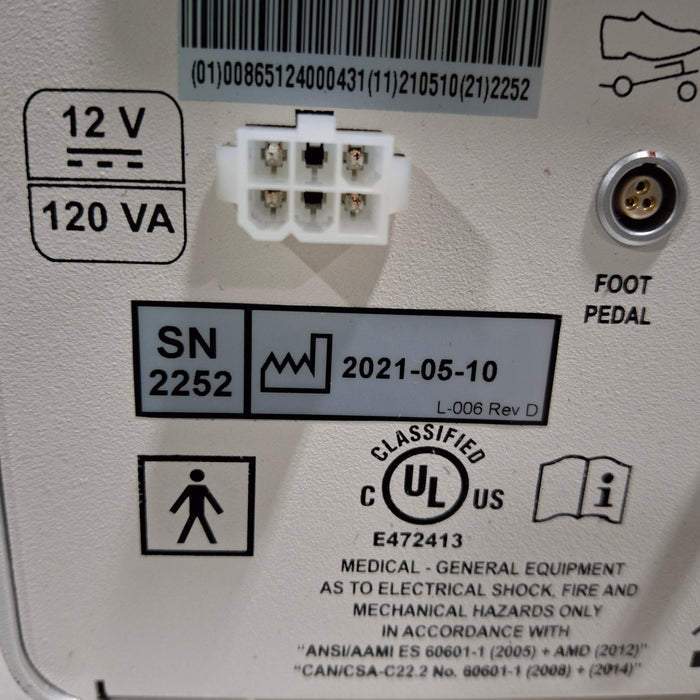 (01)00865124000431(11)210510(21)2252
12 V
120 VA
FOOT
PEDAL
SN
2252
2021-05-10
L-006 Rev D
CLASSIFIED
C UL US
E472413
MEDICAL - GENERAL EQUIPMENT
AS TO ELECTRICAL SHOCK, FIRE AND
MECHANICAL HAZARDS ONLY
IN ACCORDANCE WITH
"ANSI/AAMI ES 60601-1 (2005) + AMD (2012)"
"CAN/CSA-C22.2 No. 60601-1 (2008) + (2014)"